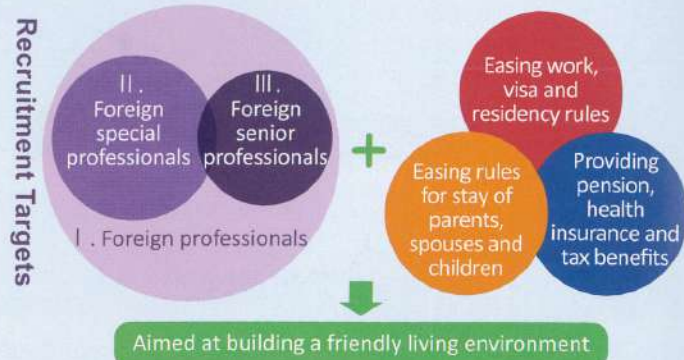 Recruitment Targets
II.
Foreign
special
professionals
III.
Foreign
senior
professionals
I. Foreign professionals
+
Easing work,
visa and
residency rules
Easing rules
for stay of
parents,
spouses and
children
Providing
pension,
health
insurance and
tax benefits
Aimed at building a friendly living environment